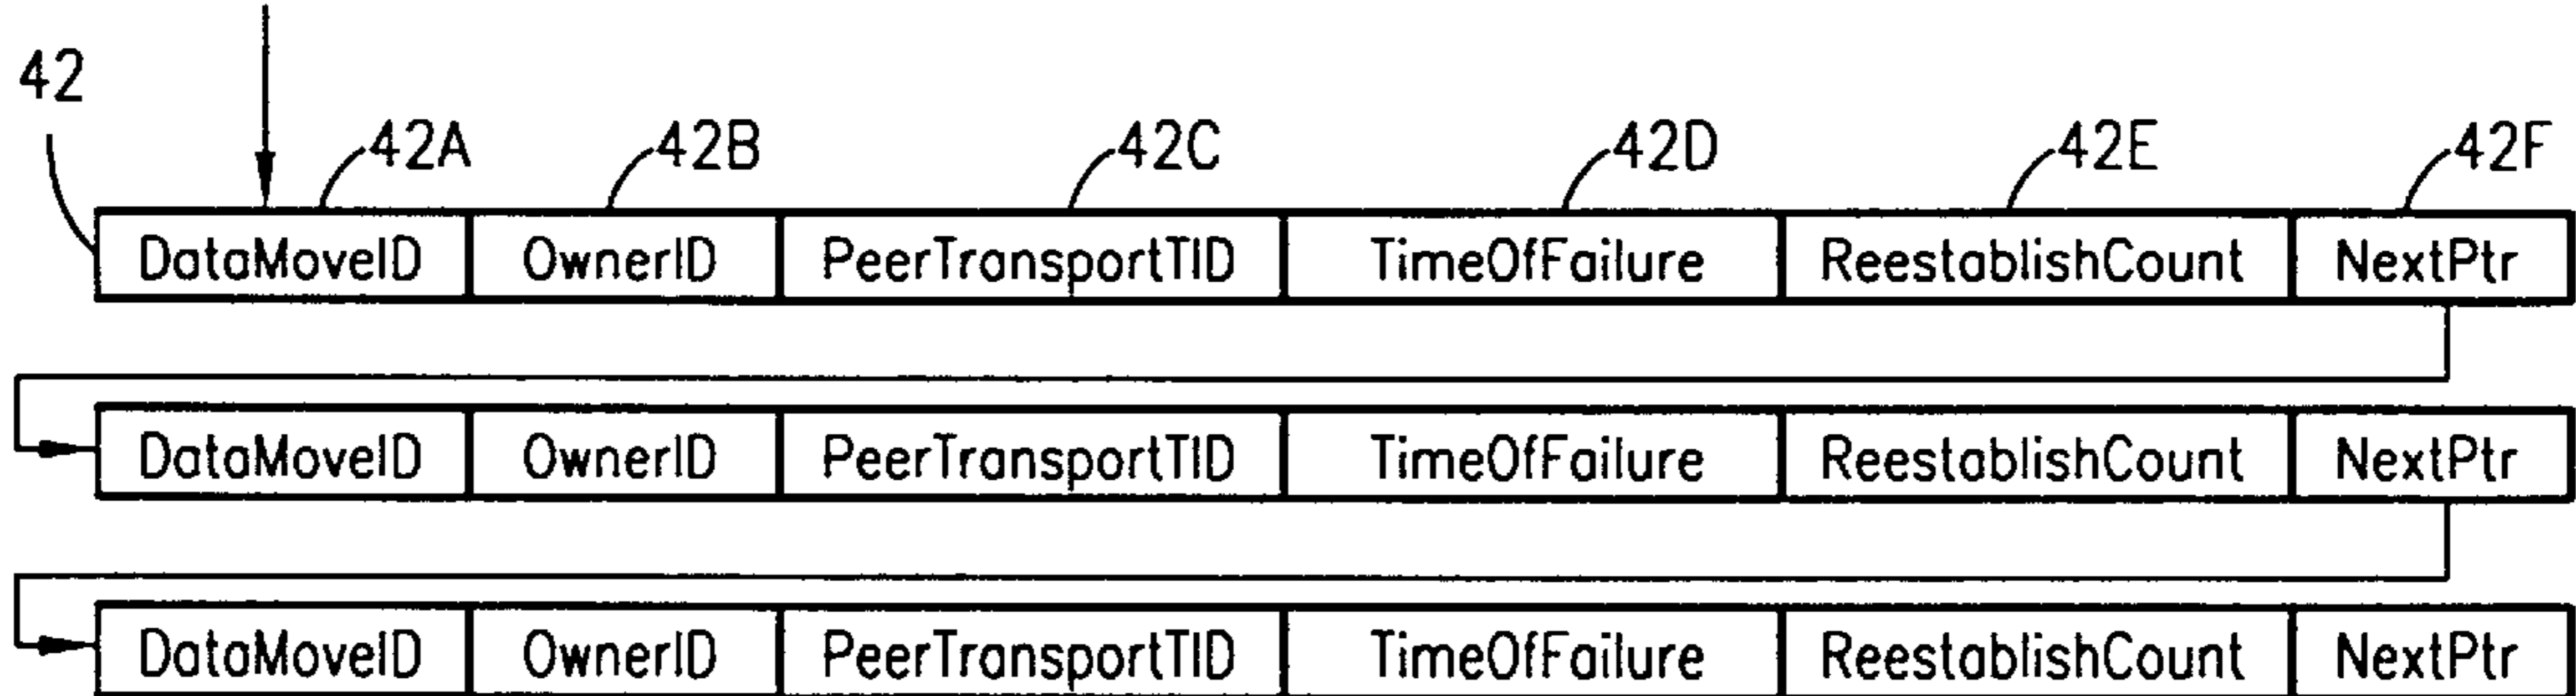 42
42A 42B 42C 42D 42E 42F
DataMoveID OwnerID PeerTransportTID TimeOfFailure ReestablishCount NextPtr
DataMoveID OwnerID PeerTransportTID TimeOfFailure ReestablishCount NextPtr
DataMoveID OwnerID PeerTransportTID TimeOfFailure ReestablishCount NextPtr